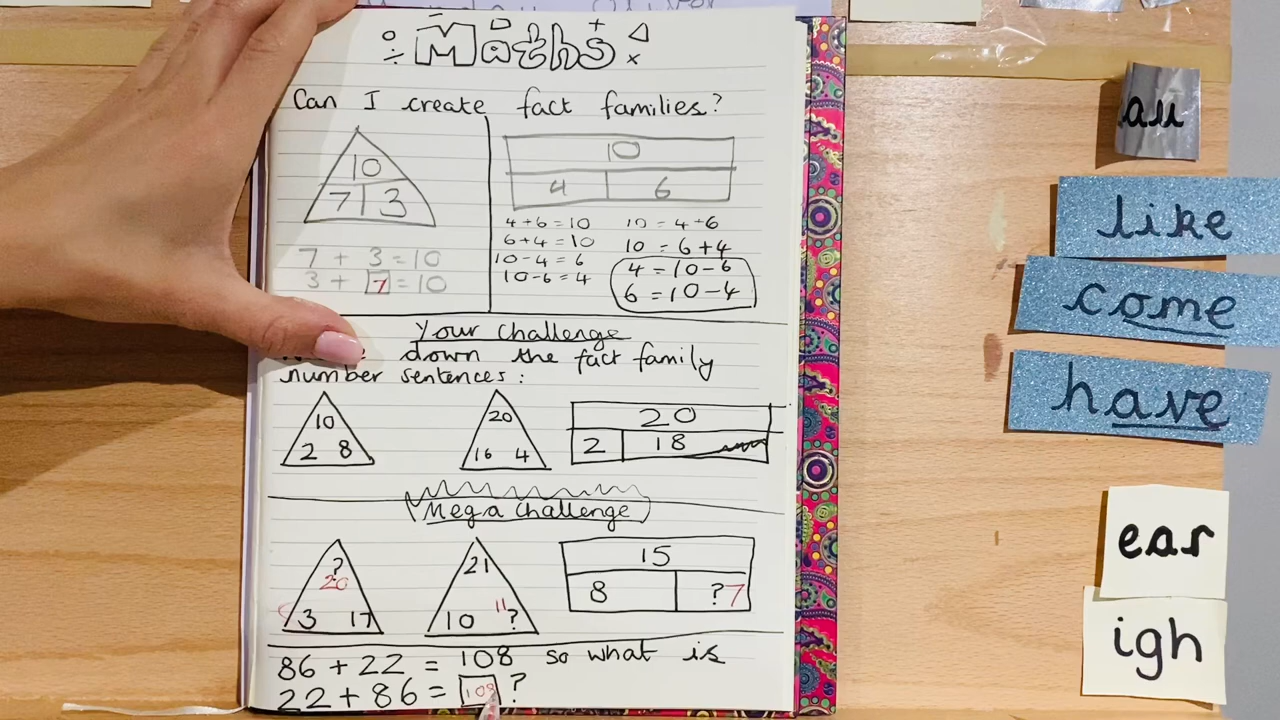 Maths
Can I create fact families?
10
7 3
7 + 3 = 10
3 + 7 = 10
10
4 6
4+6=10 10 = 4+6
6+4=10 10 = 6+4
10-4=6 4=10-6
10-6=4 6=10-4
Your Challenge
down the fact family
number sentences:
10
2 8
20
16 4
20
2 18
Mega Challenge
?
20
3 17
21
11
10 ?
15
8 ? 7
86 + 22 = 108 so what is
22 + 86 = 108 ?
au
like
come
have
ear
igh